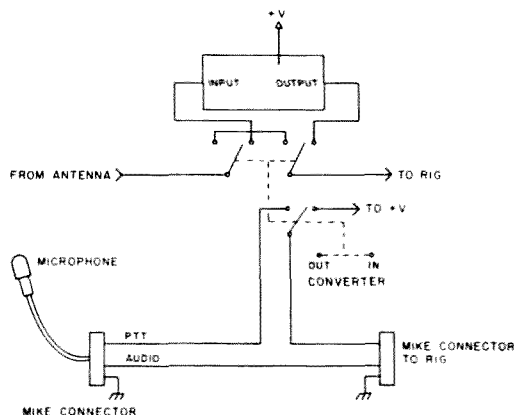 +V
INPUT OUTPUT
FROM ANTENNA
TO RIG
TO +V
OUT IN
CONVERTER
MICROPHONE
PTT
AUDIO
MIKE CONNECTOR
TO RIG
MIKE CONNECTOR